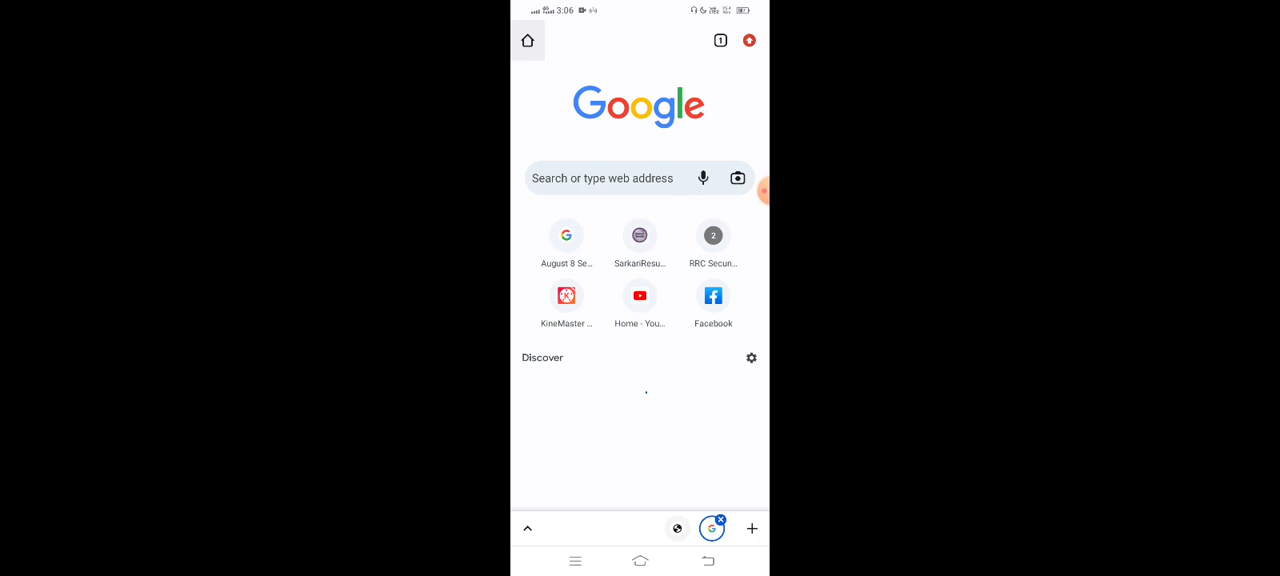 3:06
1
Google
Search or type web address
2
August 8 Se...
SarkariResu...
RRC Secun...
KineMaster ...
Home - You...
Facebook
Discover